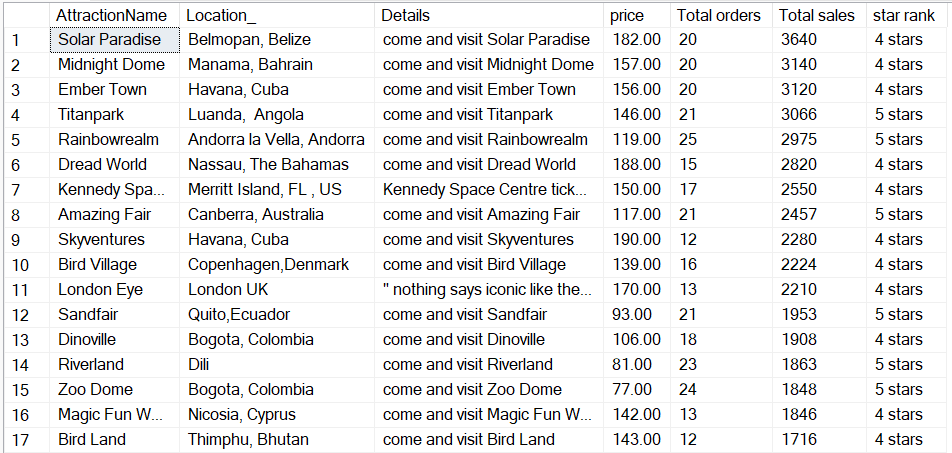 AttractionName Location_ Details price Total orders Total sales star rank
1 Solar Paradise Belmopan, Belize come and visit Solar Paradise 182.00 20 3640 4 stars
2 Midnight Dome Manama, Bahrain come and visit Midnight Dome 157.00 20 3140 4 stars
3 Ember Town Havana, Cuba come and visit Ember Town 156.00 20 3120 4 stars
4 Titanpark Luanda,  Angola come and visit Titanpark 146.00 21 3066 5 stars
5 Rainbowrealm Andorra la Vella, Andorra come and visit Rainbowrealm 119.00 25 2975 5 stars
6 Dread World Nassau, The Bahamas come and visit Dread World 188.00 15 2820 4 stars
7 Kennedy Spa... Merritt Island, FL , US Kennedy Space Centre tick... 150.00 17 2550 4 stars
8 Amazing Fair Canberra, Australia come and visit Amazing Fair 117.00 21 2457 5 stars
9 Skyventures Havana, Cuba come and visit Skyventures 190.00 12 2280 4 stars
10 Bird Village Copenhagen,Denmark come and visit Bird Village 139.00 16 2224 4 stars
11 London Eye London UK " nothing says iconic like the... 170.00 13 2210 4 stars
12 Sandfair Quito,Ecuador come and visit Sandfair 93.00 21 1953 5 stars
13 Dinoville Bogota, Colombia come and visit Dinoville 106.00 18 1908 4 stars
14 Riverland Dili come and visit Riverland 81.00 23 1863 5 stars
15 Zoo Dome Bogota, Colombia come and visit Zoo Dome 77.00 24 1848 5 stars
16 Magic Fun W... Nicosia, Cyprus come and visit Magic Fun W... 142.00 13 1846 4 stars
17 Bird Land Thimphu, Bhutan come and visit Bird Land 143.00 12 1716 4 stars